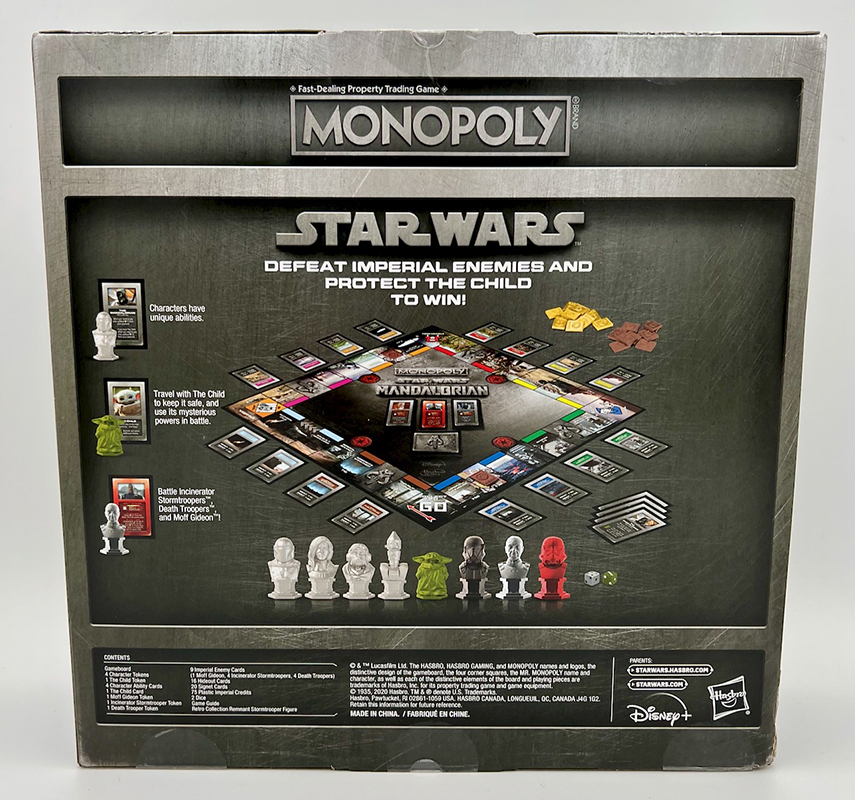 Fast-Dealing Property Trading Game
MONOPOLY
®BRAND
STAR WARS
TM
DEFEAT IMPERIAL ENEMIES AND
PROTECT THE CHILD
TO WIN!
Characters have
unique abilities.
Travel with The Child
to keep it safe, and
use its mysterious
powers in battle.
Battle Incinerator
Stormtroopers™,
Death Troopers™,
and Moff Gideon™!
MONOPOLY
STAR WARS
MANDALORIAN
GO
CONTENTS
Gameboard
4 Character Tokens
1 The Child Token
4 Character Ability Cards
1 The Child Card
1 Moff Gideon Token
1 Incinerator Stormtrooper Token
1 Death Trooper Token
9 Imperial Enemy Cards
(1 Moff Gideon, 4 Incinerator Stormtroopers, 4 Death Troopers)
16 Hideout Cards
20 Signet Cards
75 Plastic Imperial Credits
2 Dice
Game Guide
Retro Collection Remnant Stormtrooper Figure
© & ™ Lucasfilm Ltd. The HASBRO, HASBRO GAMING, and MONOPOLY names and logos, the
distinctive design of the gameboard, the four corner squares, the MR. MONOPOLY name and
character, as well as each of the distinctive elements of the board and playing pieces are
trademarks of Hasbro, Inc. for its property trading game and game equipment.
© 1935, 2020 Hasbro. TM & ® denote U.S. Trademarks.
Hasbro, Pawtucket, RI 02861-1059 USA. HASBRO CANADA, LONGUEUIL, QC, CANADA J4G 1G2.
Retain this information for future reference.
MADE IN CHINA. / FABRIQUÉ EN CHINE.
PARENTS:
STARWARS.HASBRO.COM
STARWARS.COM
Disney+
Hasbro